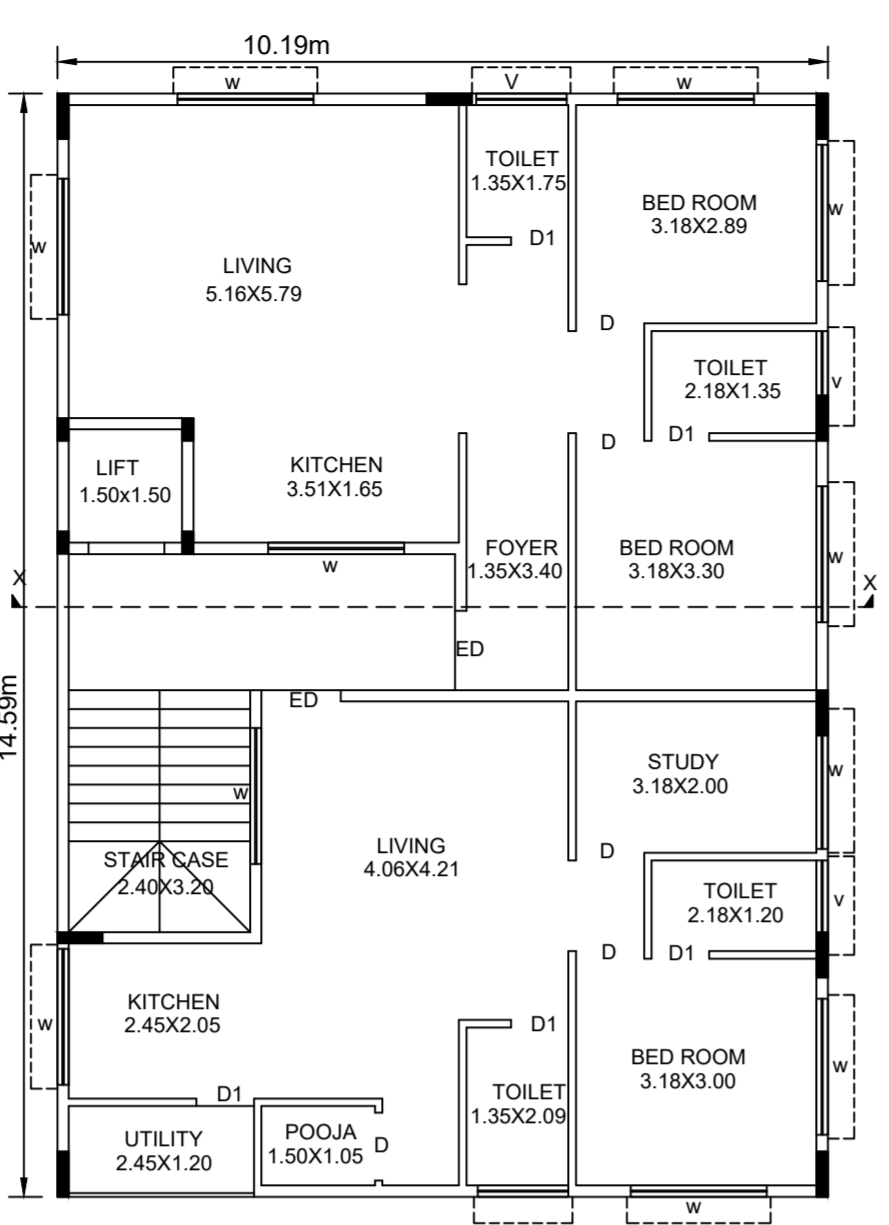 10.19m
w
V
w
TOILET
1.35X1.75
BED ROOM
3.18X2.89
w
w
D1
LIVING
5.16X5.79
D
TOILET
2.18X1.35
v
D
D1
LIFT
1.50x1.50
KITCHEN
3.51X1.65
FOYER
1.35X3.40
BED ROOM
3.18X3.30
w
w
X
X
ED
14.59m
ED
STUDY
3.18X2.00
w
w
LIVING
4.06X4.21
D
STAIR CASE
2.40X3.20
TOILET
2.18X1.20
v
D
D1
KITCHEN
2.45X2.05
w
D1
BED ROOM
3.18X3.00
w
D1
TOILET
1.35X2.09
UTILITY
2.45X1.20
POOJA
1.50X1.05
D
w